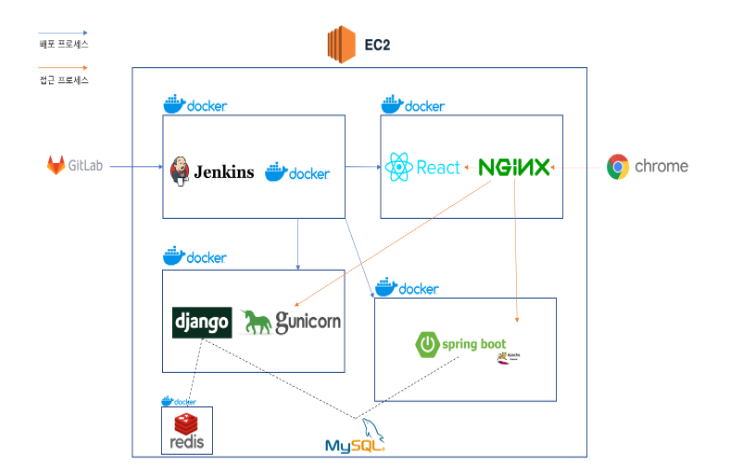 배포 프로세스
접근 프로세스
EC2
docker
docker
GitLab
Jenkins
docker
React
NGINX
chrome
docker
docker
django
gunicorn
spring boot
Apache
docker
redis
MySQL